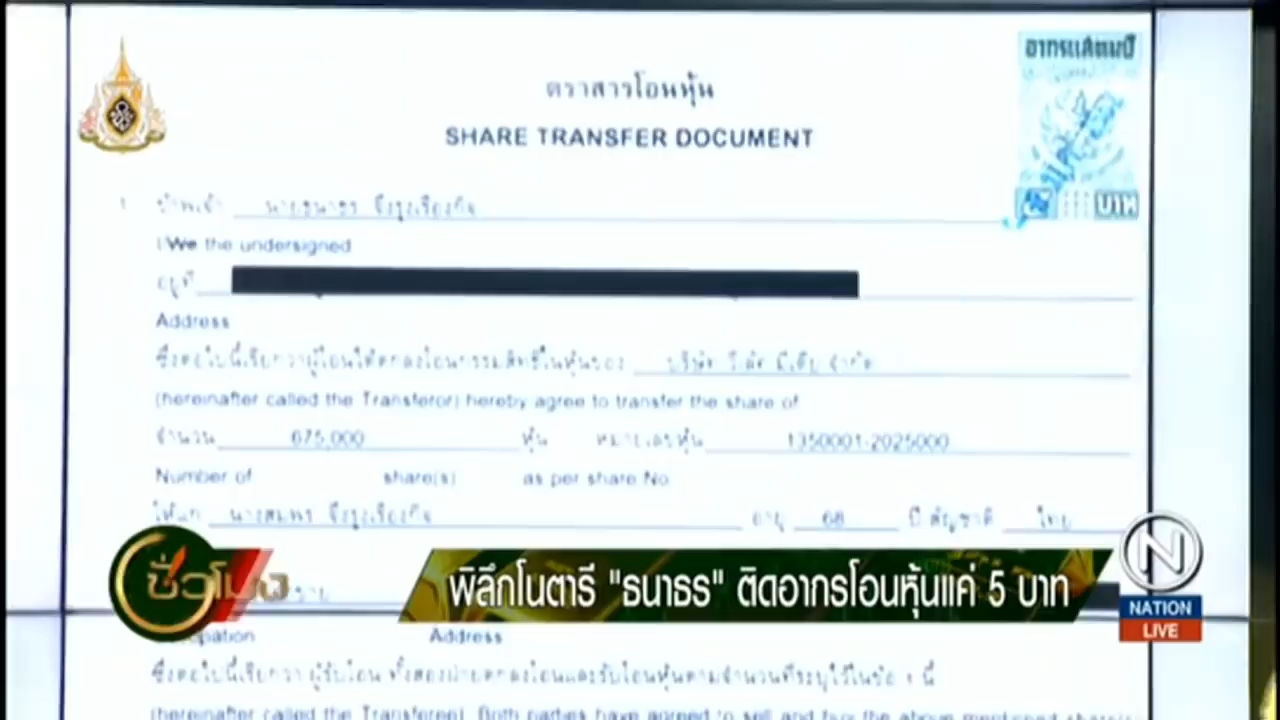 อากรแสตมป์
ตราสารโอนหุ้น
SHARE TRANSFER DOCUMENT
5 บาท
1. ข้าพเจ้า นายธนาธร จึงรุ่งเรืองกิจ
I/We the undersigned
อยู่ที่
Address
ซึ่งต่อไปนี้เรียกว่าผู้โอนได้ตกลงโอนกรรมสิทธิ์ในหุ้นของ บริษัท วี-ลัค มีเดีย จำกัด
(hereinafter called the Transferor) hereby agree to transfer the share of
จำนวน 675,000 หุ้น หมายเลขหุ้น 1350001-2025000
Number of share(s) as per share No
ให้แก่ นางสมพร จึงรุ่งเรืองกิจ อายุ 68 ปี สัญชาติ ไทย
ชั่วโมง
พิลึกโนตารี "ธนาธร" ติดอากรโอนหุ้นแค่ 5 บาท
N
NATION
LIVE
Address
ซึ่งต่อไปนี้เรียกว่า ผู้รับโอน ทั้งสองฝ่ายตกลงโอนและรับโอนหุ้นตามจำนวนที่ระบุไว้ในข้อ 1 นี้
(hereinafter called the Transferee). Both parties have agreed to sell and buy the above mentioned share(s)